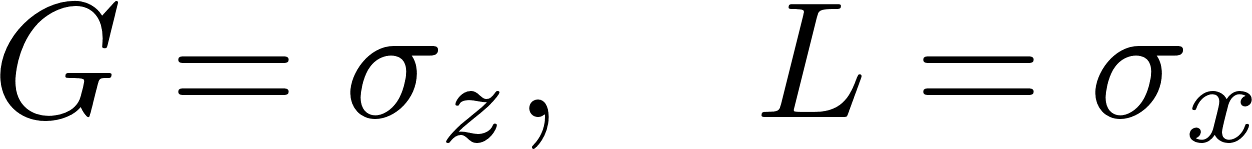 G = σ_z,  L = σ_x